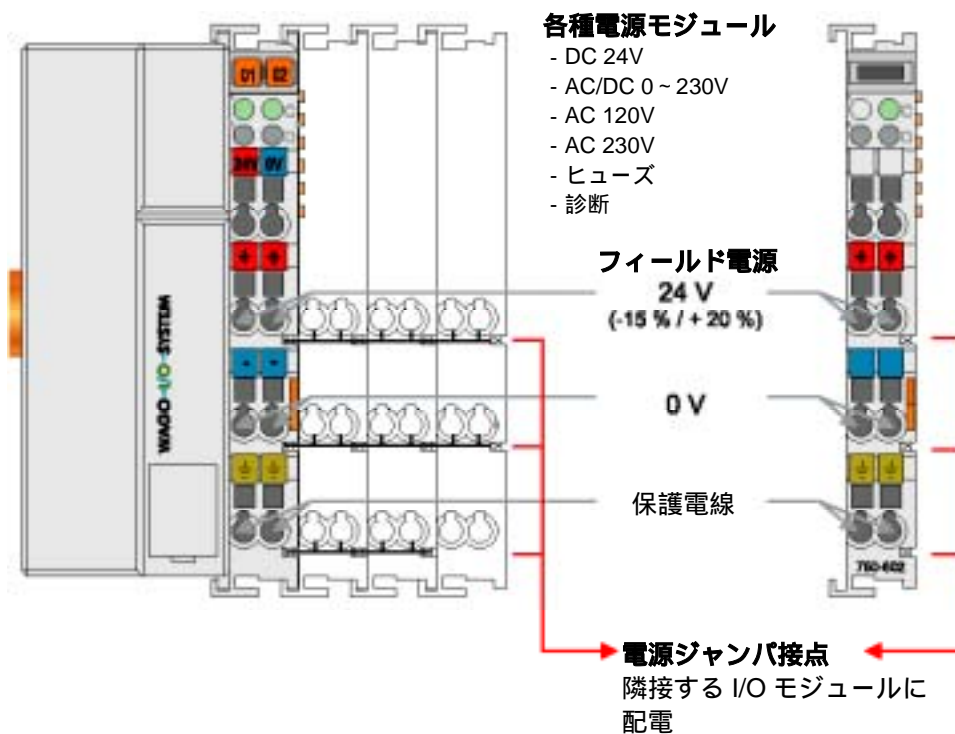 各種電源モジュール
- DC 24V
- AC/DC 0 ~ 230V
- AC 120V
- AC 230V
- ヒューズ
- 診断
01 02
24V 0V
フィールド電源
24 V
(-15 % / + 20 %)
WAGO-I/O-SYSTEM
0 V
保護電線
750-602
電源ジャンパ接点
隣接する I/O モジュールに
配電